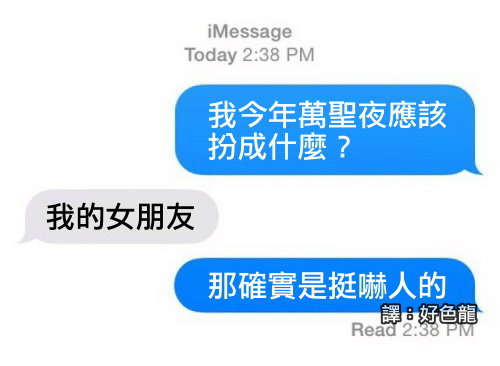 iMessage
Today 2:38 PM
我今年萬聖夜應該
扮成什麼？
我的女朋友
那確實是挺嚇人的
譯：好色龍
Read 2:38 PM